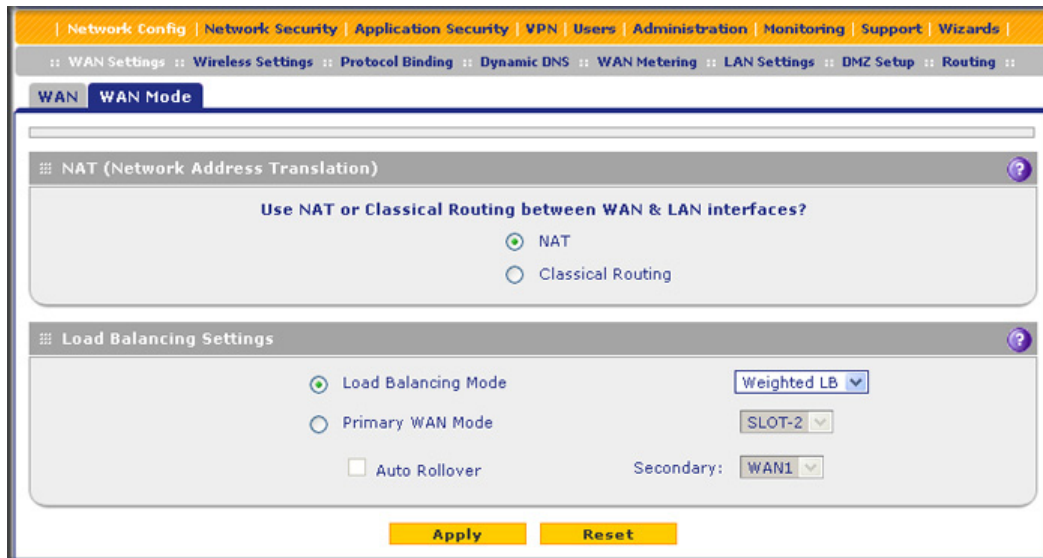 | Network Config | Network Security | Application Security | VPN | Users | Administration | Monitoring | Support | Wizards |
:: WAN Settings :: Wireless Settings :: Protocol Binding :: Dynamic DNS :: WAN Metering :: LAN Settings :: DMZ Setup :: Routing ::
WAN WAN Mode
NAT (Network Address Translation) ?
Use NAT or Classical Routing between WAN & LAN interfaces?
NAT
Classical Routing
Load Balancing Settings ?
Load Balancing Mode Weighted LB
Primary WAN Mode SLOT-2
Auto Rollover Secondary: WAN1
Apply Reset